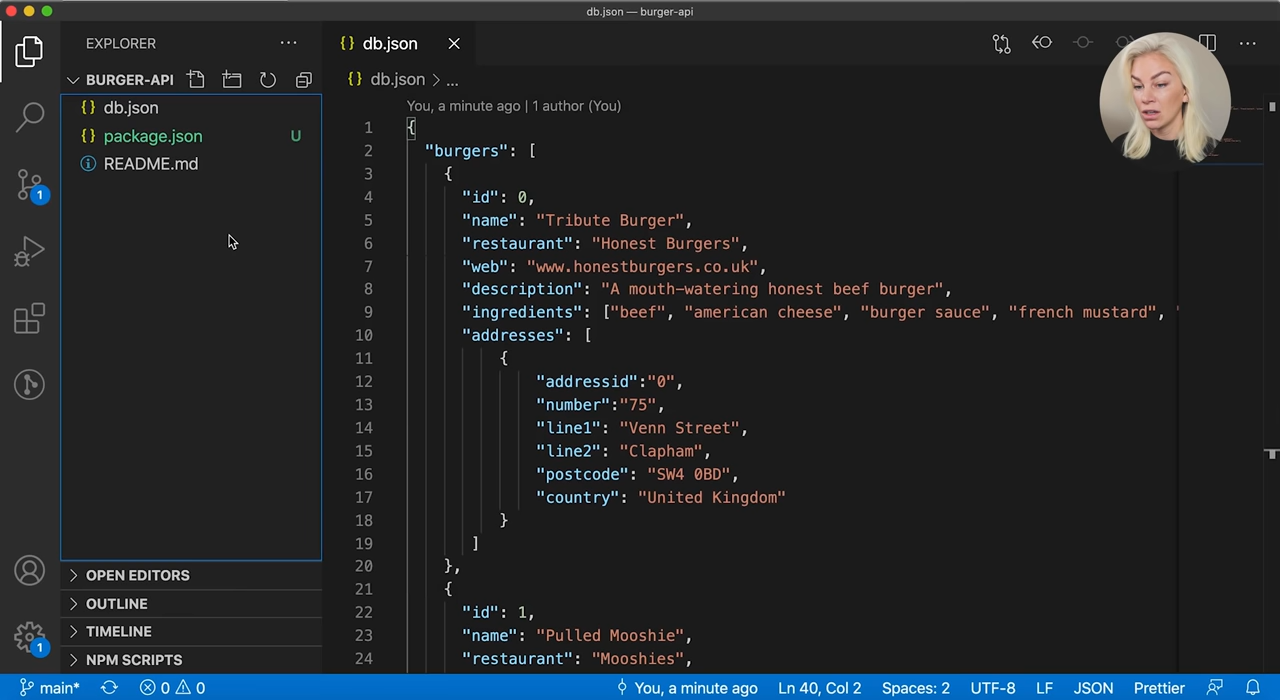 db.json — burger-api
EXPLORER
BURGER-API
db.json
package.json U
README.md
OPEN EDITORS
OUTLINE
TIMELINE
NPM SCRIPTS
{} db.json
{} db.json > ...
You, a minute ago | 1 author (You)
1 {
2 "burgers": [
3 {
4 "id": 0,
5 "name": "Tribute Burger",
6 "restaurant": "Honest Burgers",
7 "web": "www.honestburgers.co.uk",
8 "description": "A mouth-watering honest beef burger",
9 "ingredients": ["beef", "american cheese", "burger sauce", "french mustard", "
10 "addresses": [
11 {
12 "addressid":"0",
13 "number":"75",
14 "line1": "Venn Street",
15 "line2": "Clapham",
16 "postcode": "SW4 0BD",
17 "country": "United Kingdom"
18 }
19 ]
20 },
21 {
22 "id": 1,
23 "name": "Pulled Mooshie",
24 "restaurant": "Mooshies",
1
1
main* 0 0 You, a minute ago Ln 40, Col 2 Spaces: 2 UTF-8 LF JSON Prettier